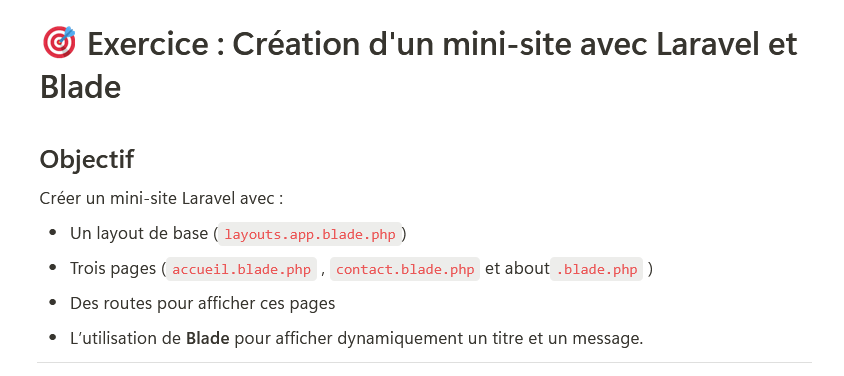 🎯 Exercice : Création d'un mini-site avec Laravel et
Blade
Objectif
Créer un mini-site Laravel avec :
• Un layout de base (layouts.app.blade.php)
• Trois pages (accueil.blade.php , contact.blade.php et about.blade.php )
• Des routes pour afficher ces pages
• L’utilisation de Blade pour afficher dynamiquement un titre et un message.